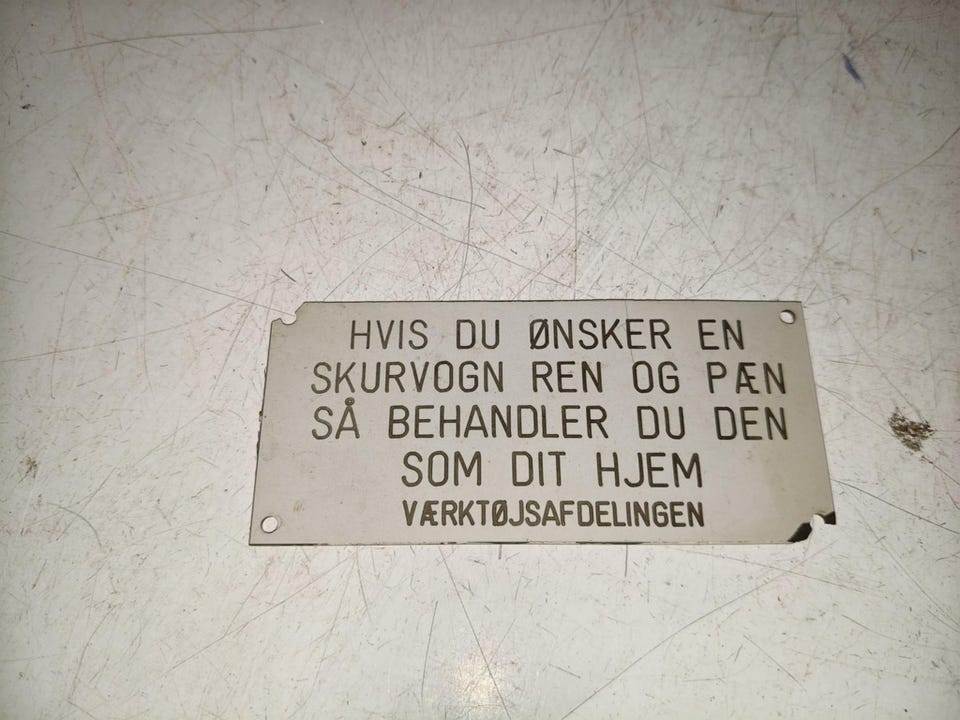 HVIS DU ØNSKER EN
SKURVOGN REN OG PÆN
SÅ BEHANDLER DU DEN
SOM DIT HJEM
VÆRKTØJSAFDELINGEN